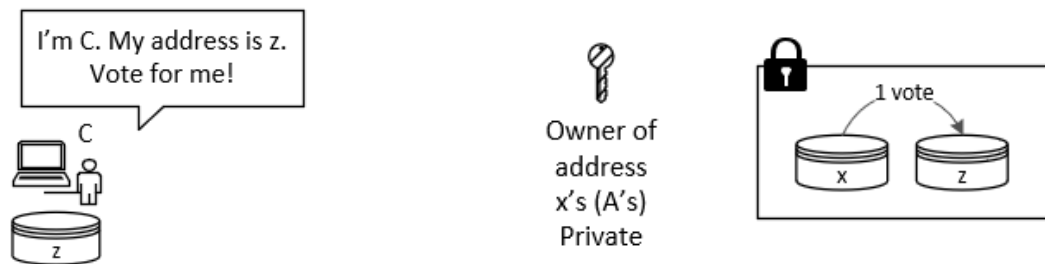 I'm C. My address is z.
Vote for me!
C
z
Owner of
address
x's (A's)
Private
1 vote
x
z